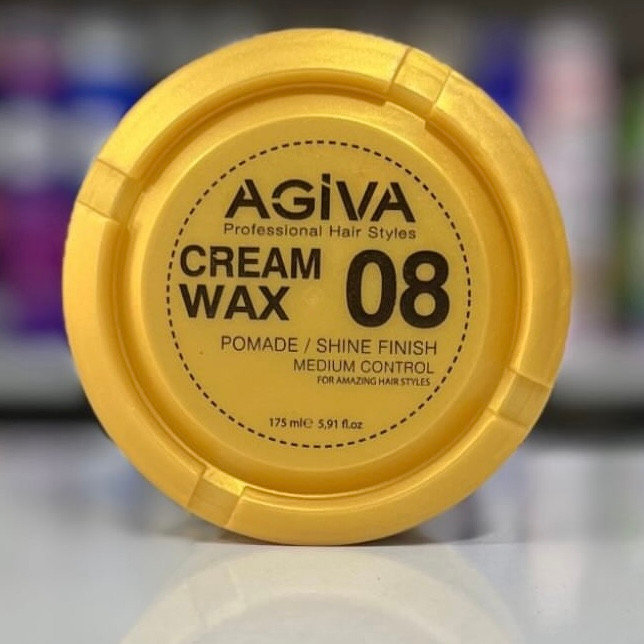 AGiVA
Professional Hair Styles
CREAM
WAX
08
POMADE / SHINE FINISH
MEDIUM CONTROL
FOR AMAZING HAIR STYLES
175 ml℮ 5,91 fl.oz